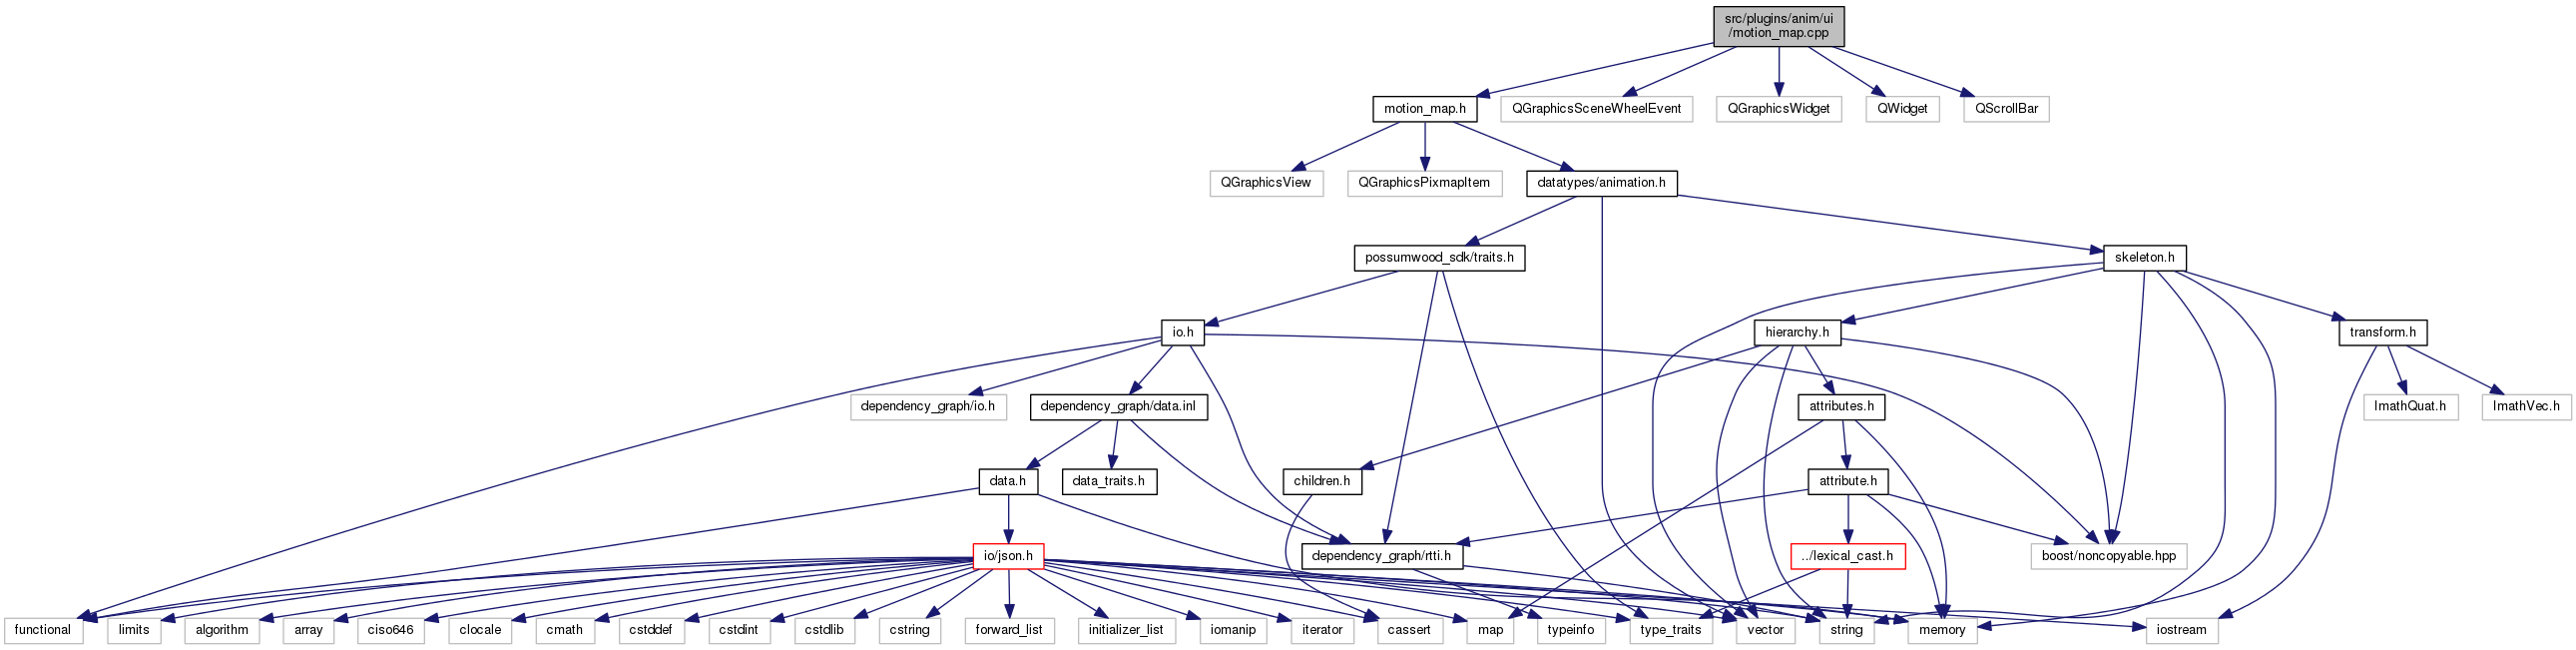 src/plugins/anim/ui
/motion_map.cpp
motion_map.h
QGraphicsSceneWheelEvent
QGraphicsWidget
QWidget
QScrollBar
QGraphicsView
QGraphicsPixmapItem
datatypes/animation.h
possumwood_sdk/traits.h
skeleton.h
io.h
hierarchy.h
transform.h
dependency_graph/io.h
dependency_graph/data.inl
attributes.h
ImathQuat.h
ImathVec.h
data.h
data_traits.h
children.h
attribute.h
io/json.h
dependency_graph/rtti.h
../lexical_cast.h
boost/noncopyable.hpp
functional
limits
algorithm
array
ciso646
clocale
cmath
cstddef
cstdint
cstdlib
cstring
forward_list
initializer_list
iomanip
iterator
cassert
map
typeinfo
type_traits
vector
string
memory
iostream